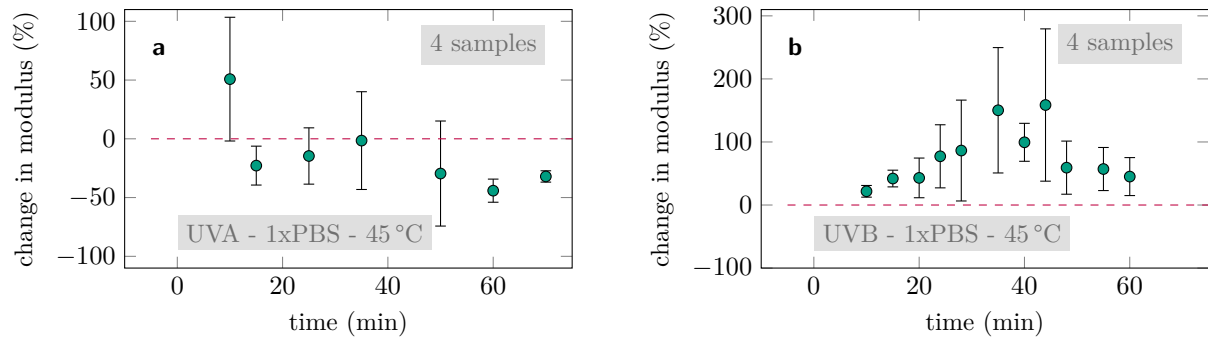 a
4 samples
100
50
0
−50
−100
change in modulus (%)
UVA - 1xPBS - 45 °C
0
20
40
60
time (min)
b
4 samples
300
200
100
0
−100
change in modulus (%)
UVB - 1xPBS - 45 °C
0
20
40
60
time (min)